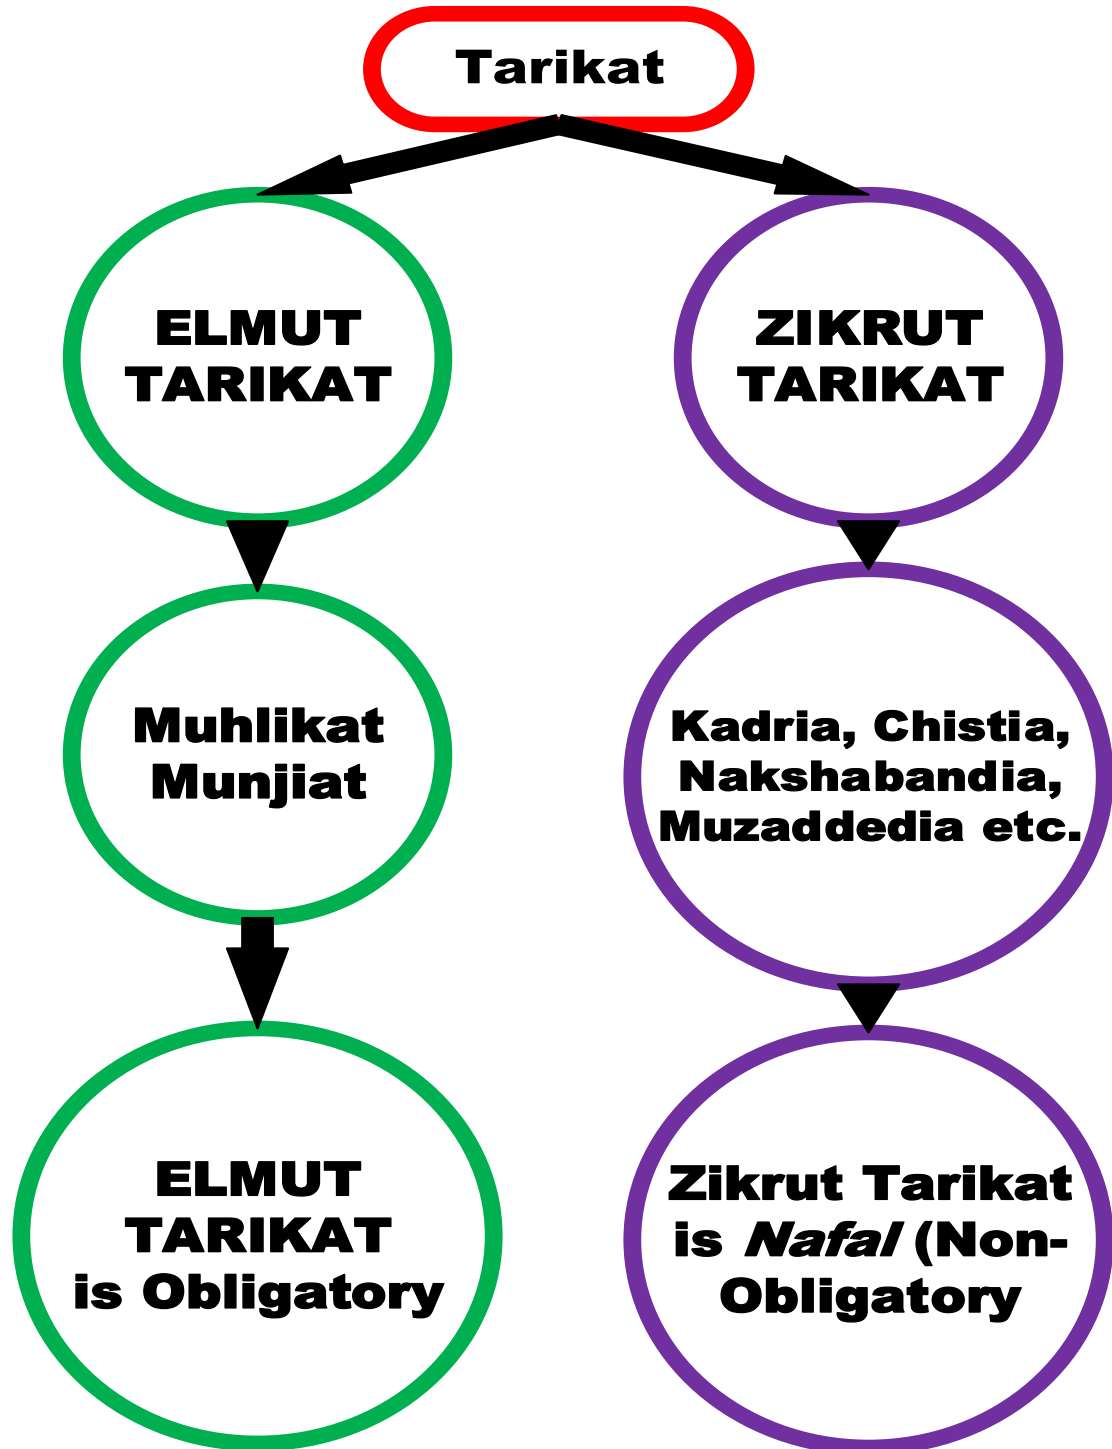 Tarikat
ELMUT
TARIKAT
ZIKRUT
TARIKAT
Muhlikat
Munjiat
Kadria, Chistia,
Nakshabandia,
Muzaddedia etc.
ELMUT
TARIKAT
is Obligatory
Zikrut Tarikat
is Nafal (Non-
Obligatory